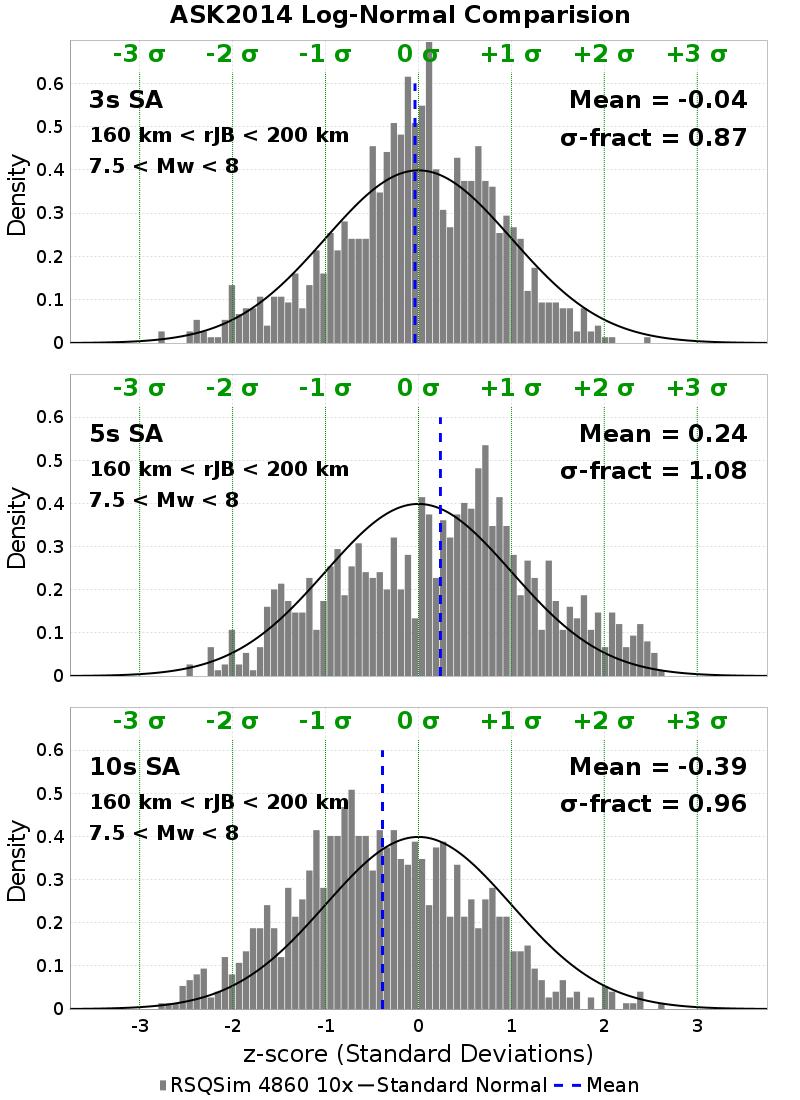 ASK2014 Log-Normal Comparision
-3 σ -2 σ -1 σ 0 σ +1 σ +2 σ +3 σ
0.6
3s SA Mean = -0.04
0.5
160 km < rJB < 200 km σ-fract = 0.87
0.4
7.5 < Mw < 8
Density
0.3
0.2
0.1
0
-3 σ -2 σ -1 σ 0 σ +1 σ +2 σ +3 σ
0.6
5s SA Mean = 0.24
0.5
160 km < rJB < 200 km σ-fract = 1.08
0.4
7.5 < Mw < 8
Density
0.3
0.2
0.1
0
-3 σ -2 σ -1 σ 0 σ +1 σ +2 σ +3 σ
0.6
10s SA Mean = -0.39
0.5
160 km < rJB < 200 km σ-fract = 0.96
0.4
7.5 < Mw < 8
Density
0.3
0.2
0.1
0
-3 -2 -1 0 1 2 3
z-score (Standard Deviations)
RSQSim 4860 10x Standard Normal Mean